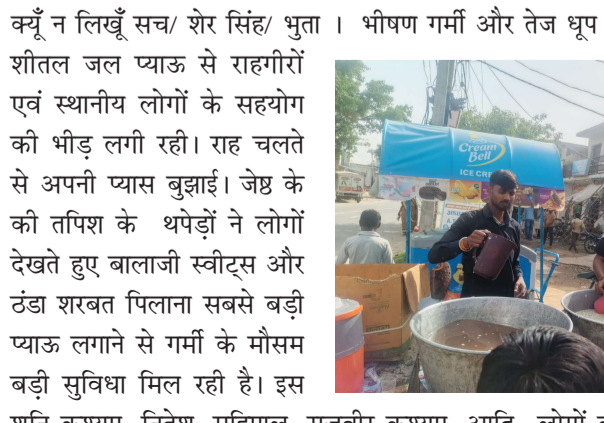 क्यूँ न लिखूँ सच/ शेर सिंह/ भुता । भीषण गर्मी और तेज धूप
शीतल जल प्याऊ से राहगीरों
एवं स्थानीय लोगों के सहयोग
की भीड़ लगी रही। राह चलते
से अपनी प्यास बुझाई। जेष्ठ के
की तपिश के थपेड़ों ने लोगों
देखते हुए बालाजी स्वीट्स और
ठंडा शरबत पिलाना सबसे बड़ी
प्याऊ लगाने से गर्मी के मौसम
बड़ी सुविधा मिल रही है। इस
Cream
Bell
ICE CRE